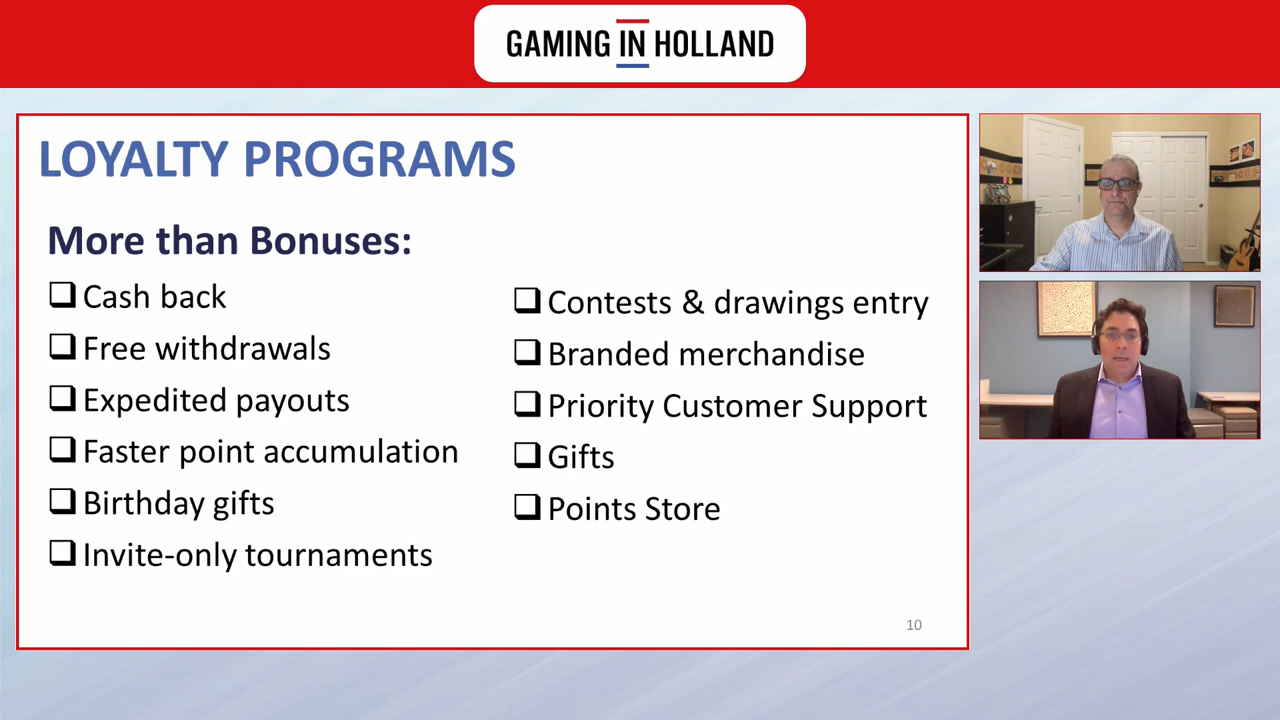 GAMING IN HOLLAND
LOYALTY PROGRAMS
More than Bonuses:
Cash back
Free withdrawals
Expedited payouts
Faster point accumulation
Birthday gifts
Invite-only tournaments
Contests & drawings entry
Branded merchandise
Priority Customer Support
Gifts
Points Store
10